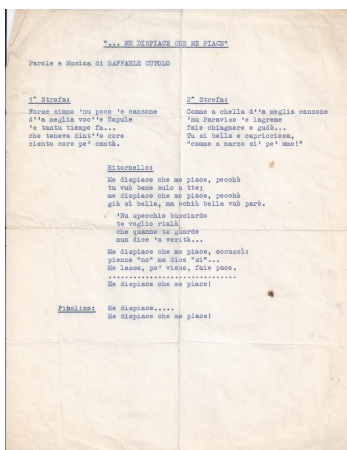 "... ME DISPIACE CHE ME PIACE"
Parole e Musica di RAFFAELE CUTOLO
1^ Strofa:
Forse simmo 'nu poco 'e canzone
d''a meglia voc''e Napule
'e tantu tiempo fa...
che teneva dint''o core
ciento core pe' cantà.
2^ Strofa:
Comme a chella d''a meglia canzone
'nu Paraviso 'e lagreme
faie chiagnere e gudè...
Tu si bella e capricciosa,
"comme a marzo si' pe' mme!"
Ritornello:
Me dispiace che me piace, pecchè
tu vuò bene sulo a tte;
me dispiace che me piace, pecchè
già si bella, ma cchiù bella vuò parè.
'Nu specchio busciardo
te voglio rialà
che quanno te guarde
nun dice 'a verità...
Me dispiace che me piace, accussì:
pienze "no" ma dice "sì"...
Me lasse, po' viene, faie pace.
..............................
Me dispiace che me piace!
Finalino:
Me dispiace.....
Me dispiace che me piace!